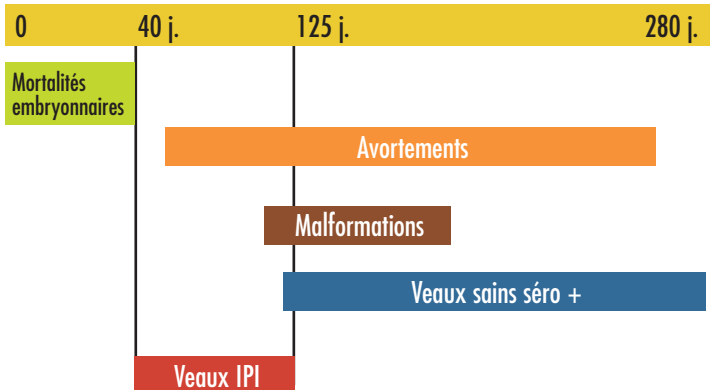 0 40 j. 125 j. 280 j.
Mortalités
embryonnaires
Avortements
Malformations
Veaux sains séro +
Veaux IPI